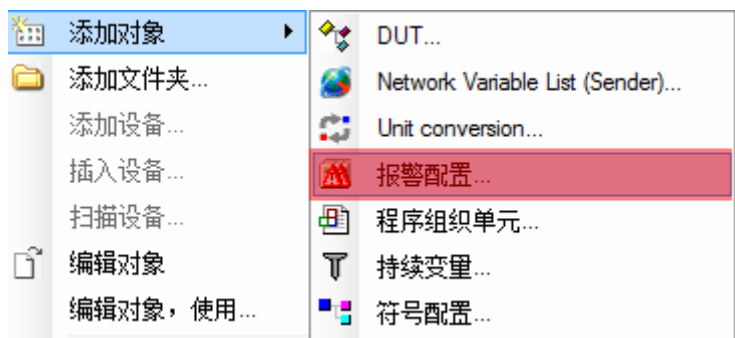 添加对象
添加文件夹...
添加设备...
插入设备...
扫描设备...
编辑对象
编辑对象，使用...
DUT...
Network Variable List (Sender)...
Unit conversion...
报警配置...
程序组织单元...
持续变量...
符号配置...